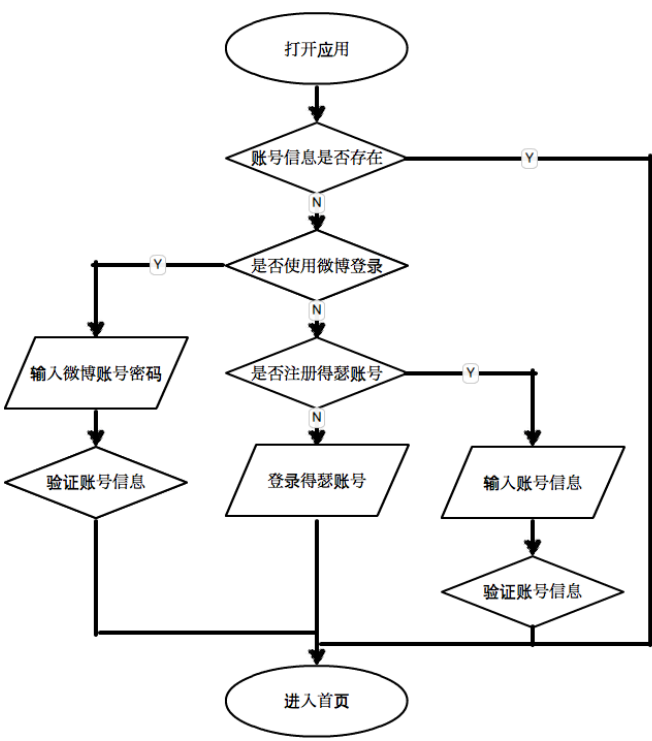 打开应用
账号信息是否存在
Y
N
是否使用微博登录
Y
N
输入微博账号密码
是否注册得瑟账号
Y
N
验证账号信息
登录得瑟账号
输入账号信息
验证账号信息
进入首页